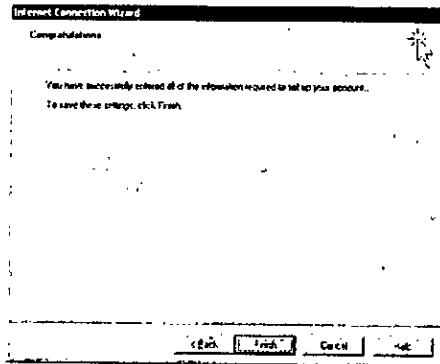 Internet Connection Wizard
Congratulations
You have successfully entered all of the information required to set up your account.
To save these settings, click Finish.
< Back Finish Cancel Help